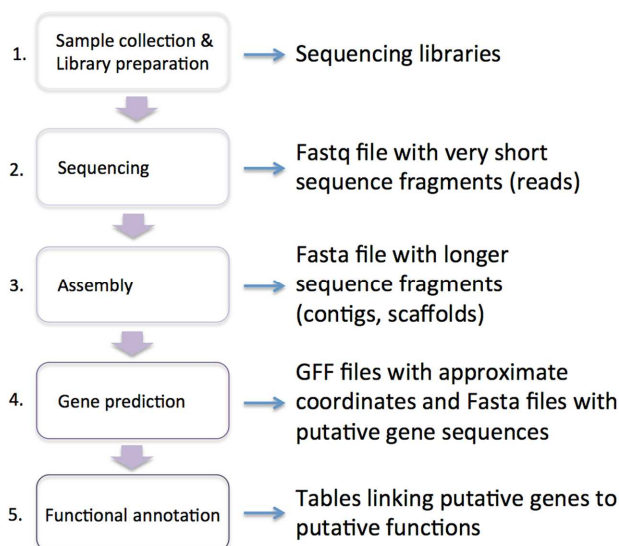 1.
Sample collection &
Library preparation
Sequencing libraries
2.
Sequencing
Fastq file with very short
sequence fragments (reads)
3.
Assembly
Fasta file with longer
sequence fragments
(contigs, scaffolds)
4.
Gene prediction
GFF files with approximate
coordinates and Fasta files with
putative gene sequences
5.
Functional annotation
Tables linking putative genes to
putative functions